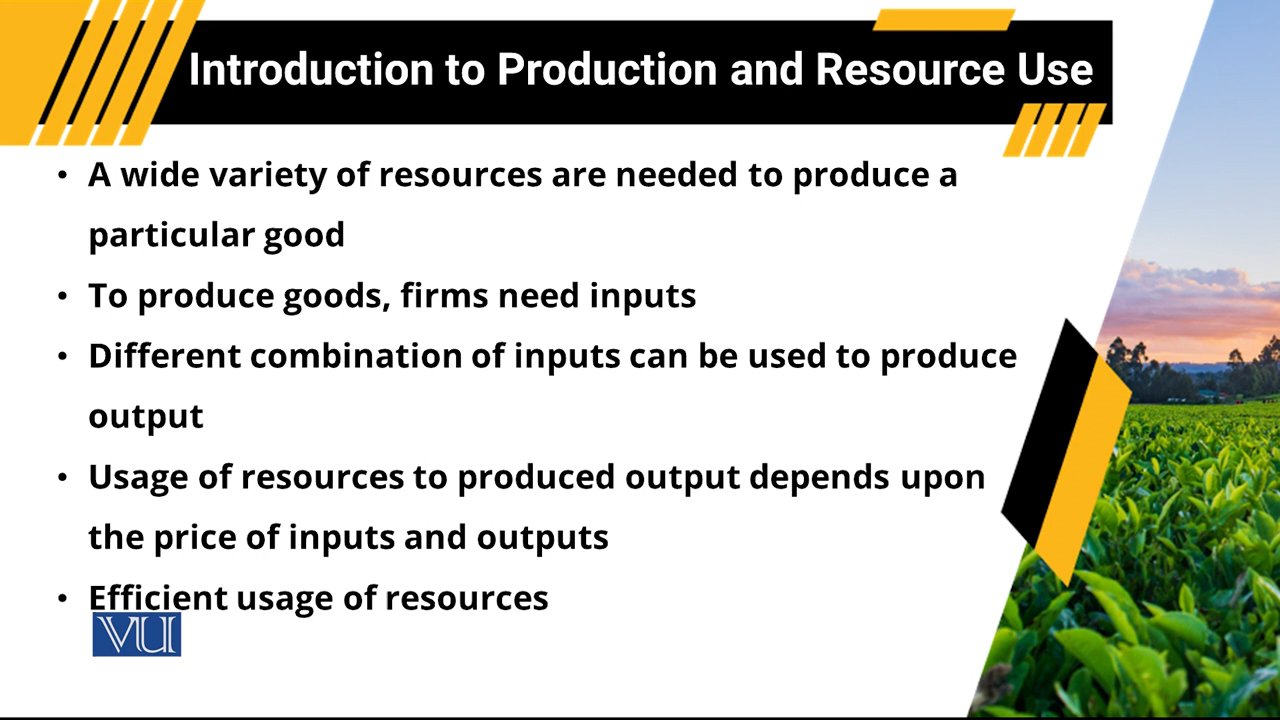 Introduction to Production and Resource Use
• A wide variety of resources are needed to produce a
particular good
• To produce goods, firms need inputs
• Different combination of inputs can be used to produce
output
• Usage of resources to produced output depends upon
the price of inputs and outputs
• Efficient usage of resources
VU